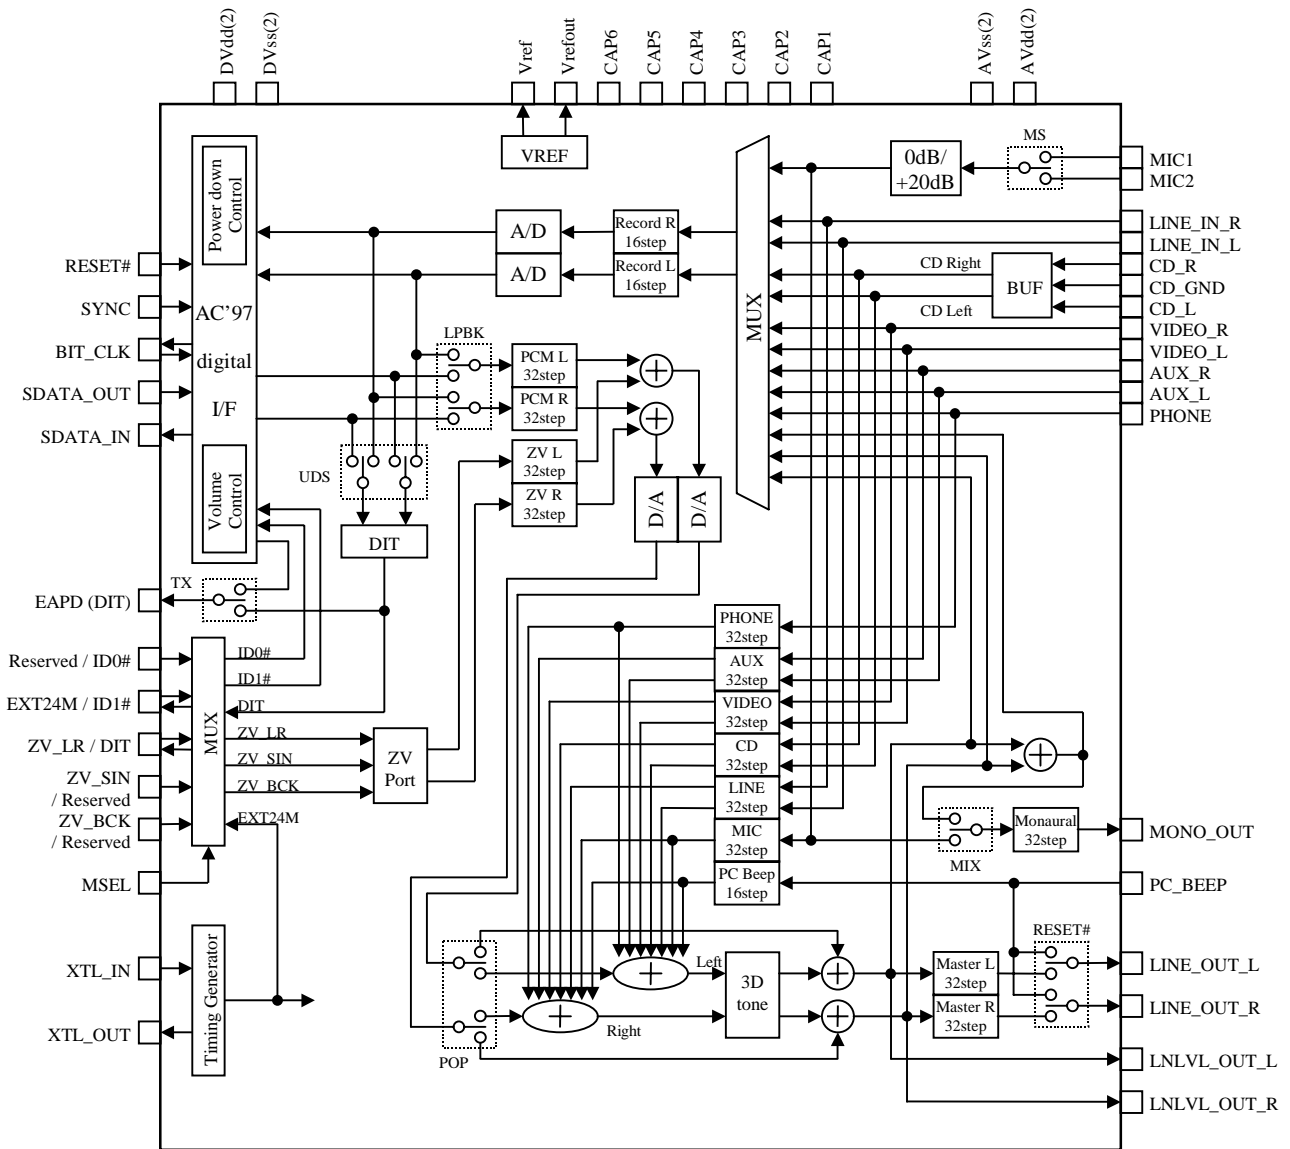 DVdd(2)
DVss(2)
Vref
Vrefout
CAP6
CAP5
CAP4
CAP3
CAP2
CAP1
AVss(2)
AVdd(2)
VREF
MS
0dB/
+20dB
MIC1
MIC2
Power down
Control
A/D
Record R
16step
LINE_IN_R
LINE_IN_L
RESET#
A/D
Record L
16step
CD Right
BUF
CD_R
CD_GND
CD_L
SYNC
AC'97
MUX
CD Left
VIDEO_R
VIDEO_L
BIT_CLK
digital
LPBK
PCM L
32step
AUX_R
AUX_L
SDATA_OUT
I/F
PCM R
32step
PHONE
SDATA_IN
Volume
Control
UDS
ZV L
32step
ZV R
32step
D/A
D/A
DIT
TX
EAPD (DIT)
PHONE
32step
Reserved / ID0#
ID0#
AUX
32step
EXT24M / ID1#
ID1#
DIT
VIDEO
32step
ZV_LR / DIT
MUX
ZV_LR
ZV_SIN
ZV_BCK
ZV
Port
CD
32step
ZV_SIN
/ Reserved
LINE
32step
ZV_BCK
/ Reserved
EXT24M
MIC
32step
MIX
Monaural
32step
MONO_OUT
MSEL
PC Beep
16step
PC_BEEP
RESET#
XTL_IN
Timing Generator
Left
3D
tone
Master L
32step
LINE_OUT_L
XTL_OUT
POP
Right
Master R
32step
LINE_OUT_R
LNLVL_OUT_L
LNLVL_OUT_R